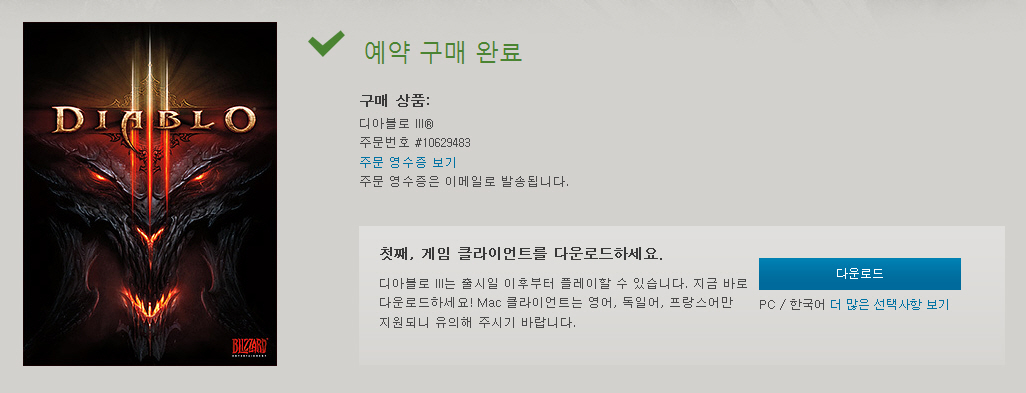 DIABLO
BLIZZARD
ENTERTAINMENT
예약 구매 완료
구매 상품:
디아블로 III®
주문번호 #10629483
주문 영수증 보기
주문 영수증은 이메일로 발송됩니다.
첫째, 게임 클라이언트를 다운로드하세요.
디아블로 III는 출시일 이후부터 플레이할 수 있습니다. 지금 바로
다운로드하세요! Mac 클라이언트는 영어, 독일어, 프랑스어만
지원되니 유의해 주시기 바랍니다.
다운로드
PC / 한국어 더 많은 선택사항 보기